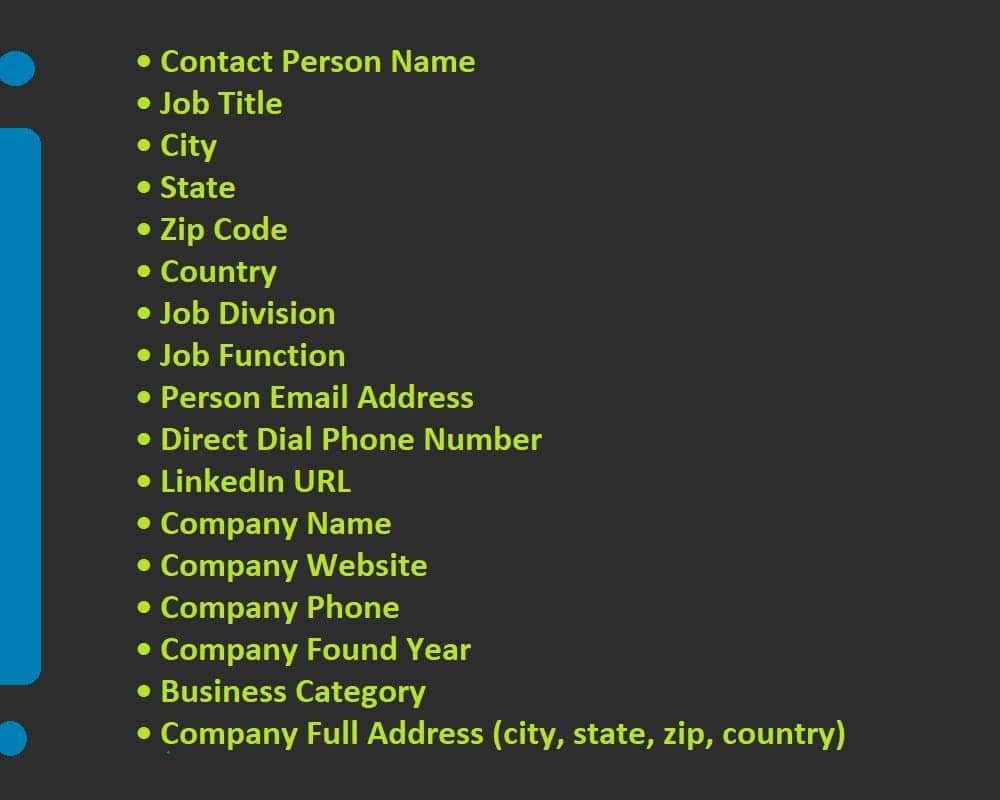 • Contact Person Name
• Job Title
• City
• State
• Zip Code
• Country
• Job Division
• Job Function
• Person Email Address
• Direct Dial Phone Number
• LinkedIn URL
• Company Name
• Company Website
• Company Phone
• Company Found Year
• Business Category
• Company Full Address (city, state, zip, country)